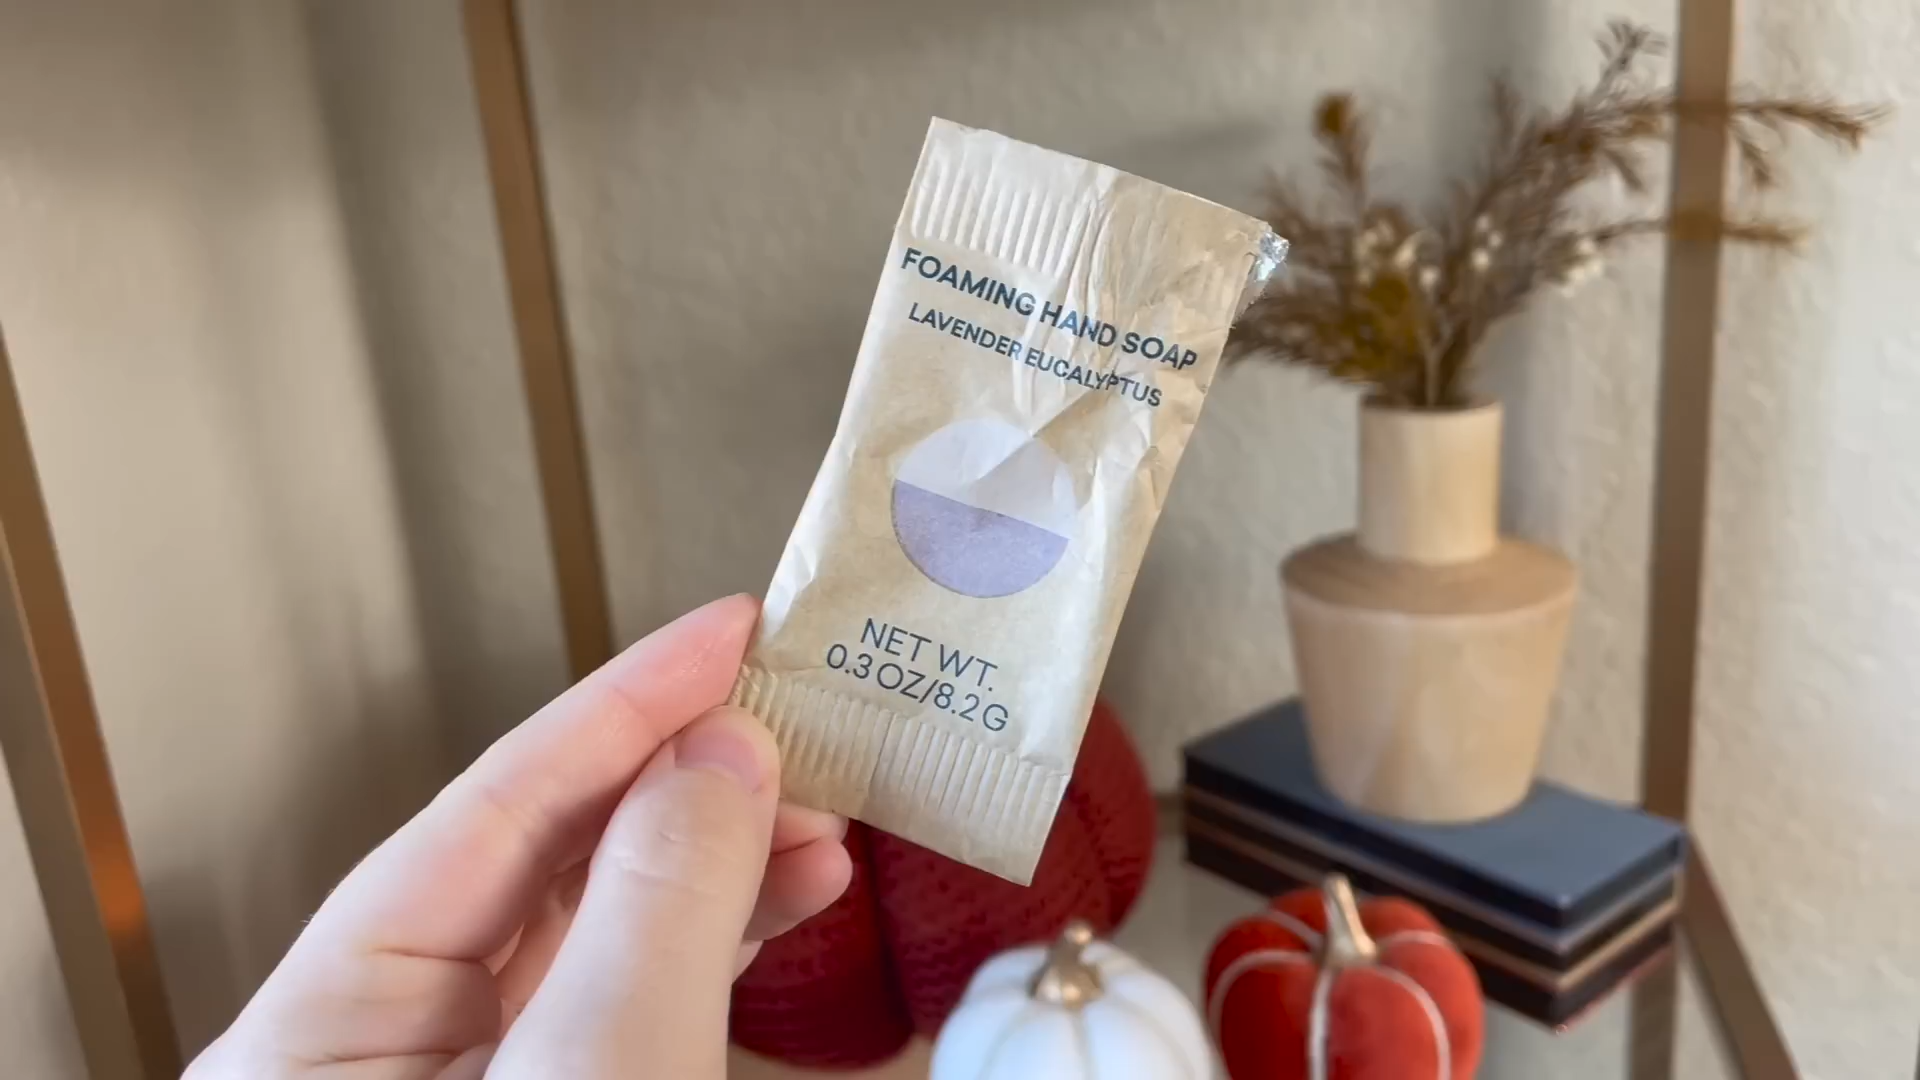 FOAMING HAND SOAP
LAVENDER EUCALYPTUS
NET WT.
0.3 OZ/8.2 G